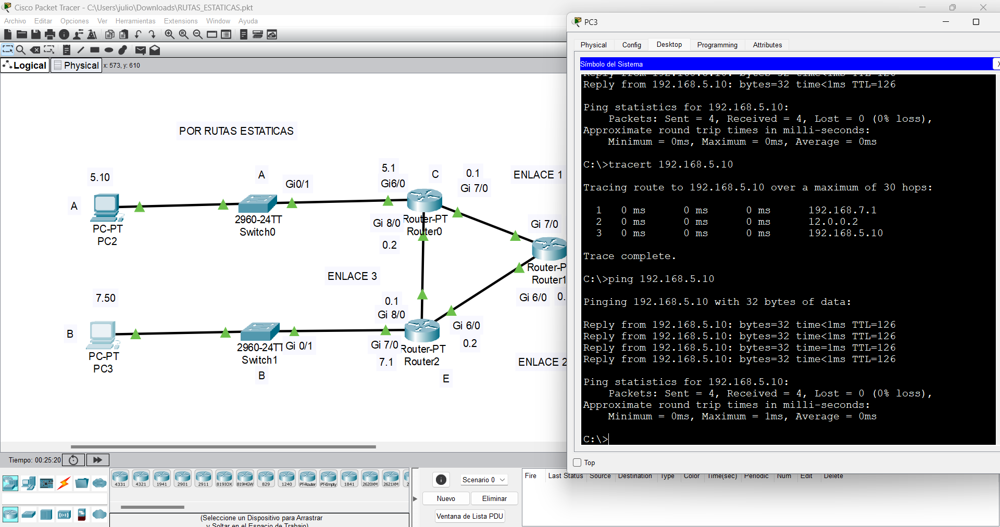 Cisco Packet Tracer - C:\Users\julio\Downloads\RUTAS_ESTATICAS.pkt
Archivo Editar Opciones Ver Herramientas Extensions Window Ayuda
Logical Physical x: 573, y: 610
POR RUTAS ESTATICAS
5.10
A
Gi0/1
5.1
Gi6/0
C
0.1
Gi 7/0
ENLACE 1
A
PC-PT
PC2
2960-24TT
Switch0
Gi 8/0
Router-PT
Router0
0.2
Gi 7/0
Router-P
Router1
Gi 6/0
0.
ENLACE 3
7.50
B
PC-PT
PC3
2960-24TT
Switch1
Gi 0/1
B
0.1
Gi 8/0
Gi 7/0
7.1
Router-PT
Router2
Gi 6/0
0.2
E
ENLACE 2
PC3
Physical Config Desktop Programming Attributes
Símbolo del Sistema
X
Reply from 192.168.5.10: bytes=32 time<1ms TTL=126
Reply from 192.168.5.10: bytes=32 time<1ms TTL=126
Ping statistics for 192.168.5.10:
Packets: Sent = 4, Received = 4, Lost = 0 (0% loss),
Approximate round trip times in milli-seconds:
Minimum = 0ms, Maximum = 0ms, Average = 0ms
C:\>tracert 192.168.5.10
Tracing route to 192.168.5.10 over a maximum of 30 hops:
1 0 ms 0 ms 0 ms 192.168.7.1
2 0 ms 0 ms 0 ms 12.0.0.2
3 0 ms 0 ms 0 ms 192.168.5.10
Trace complete.
C:\>ping 192.168.5.10
Pinging 192.168.5.10 with 32 bytes of data:
Reply from 192.168.5.10: bytes=32 time<1ms TTL=126
Reply from 192.168.5.10: bytes=32 time<1ms TTL=126
Reply from 192.168.5.10: bytes=32 time=1ms TTL=126
Reply from 192.168.5.10: bytes=32 time<1ms TTL=126
Ping statistics for 192.168.5.10:
Packets: Sent = 4, Received = 4, Lost = 0 (0% loss),
Approximate round trip times in milli-seconds:
Minimum = 0ms, Maximum = 1ms, Average = 0ms
C:\>
Top
Tiempo: 00:25:20
4331 4321 1941 2901 2911 819IOX 819HGW 829 1240 PT-Router PT-Empty 1841 2620XM 2621XM 2
(Seleccione un Dispositivo para Arrastrar
y Soltar en el Espacio de Trabajo)
Scenario 0
Nuevo Eliminar
Ventana de Lista PDU
Fire Last Status Source Destination Type Color Time(sec) Periodic Num Edit Delete